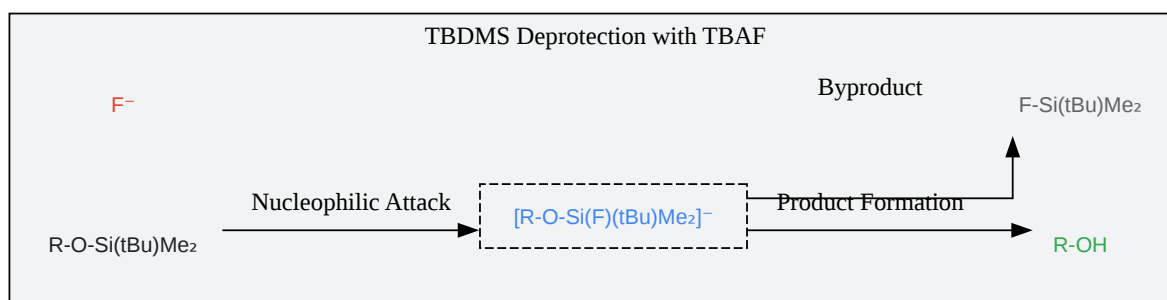 TBDMS Deprotection with TBAF
Byproduct
F⁻
F-Si(tBu)Me₂
Nucleophilic Attack
Product Formation
[R-O-Si(F)(tBu)Me₂]⁻
R-O-Si(tBu)Me₂
R-OH